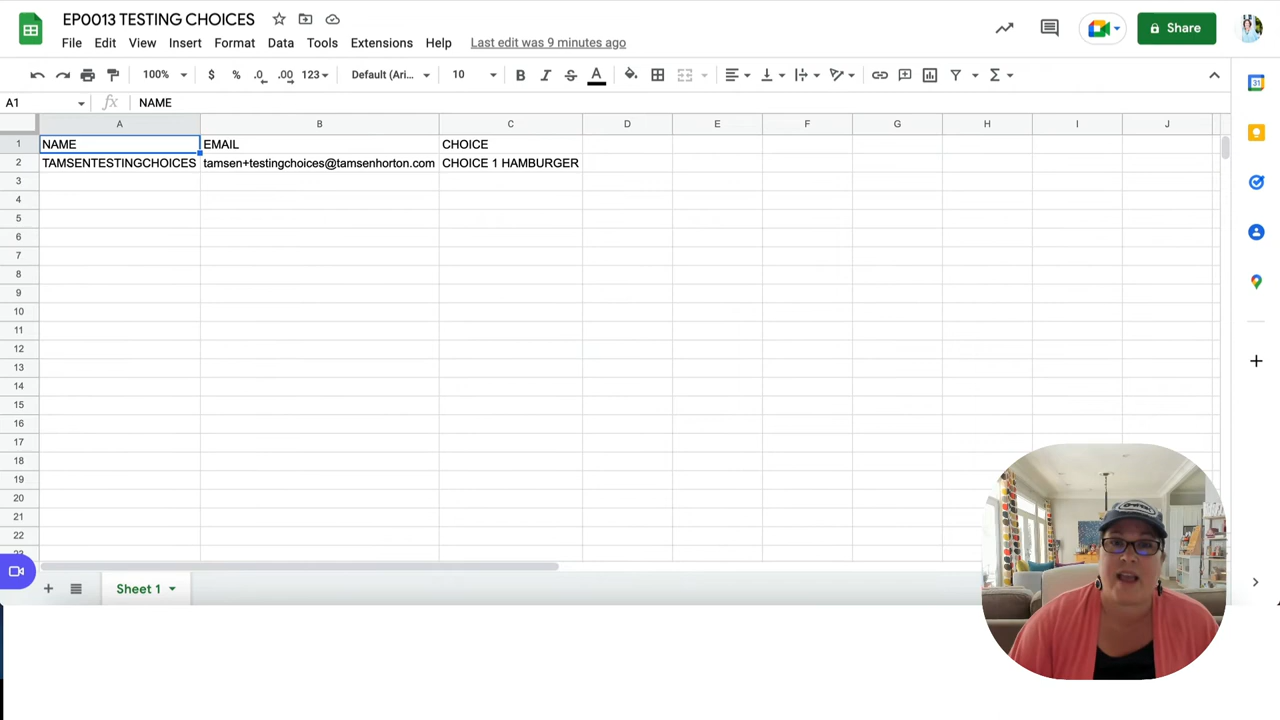 EP0013 TESTING CHOICES
File Edit View Insert Format Data Tools Extensions Help Last edit was 9 minutes ago
Share
100% $ % .0 .00 123 Default (Ari... 10 B I S A
A1 fx NAME
A B C D E F G H I J
1 NAME EMAIL CHOICE
2 TAMSENTESTINGCHOICES tamsen+testingchoices@tamsenhorton.com CHOICE 1 HAMBURGER
3
4
5
6
7
8
9
10
11
12
13
14
15
16
17
18
19
20
21
22
23
Sheet 1
31